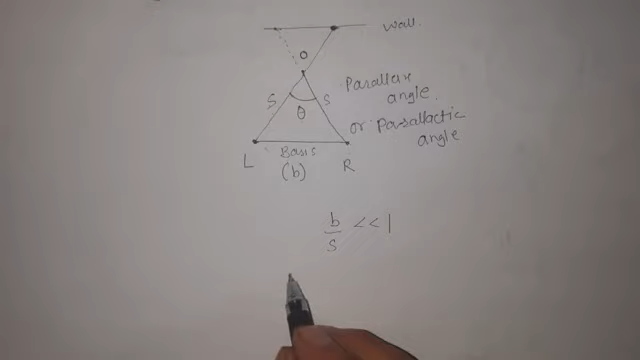 Wall.
O
Parallax
angle.
S S
θ
or Parallactic
angle
Basis
L (b) R
b/s << 1